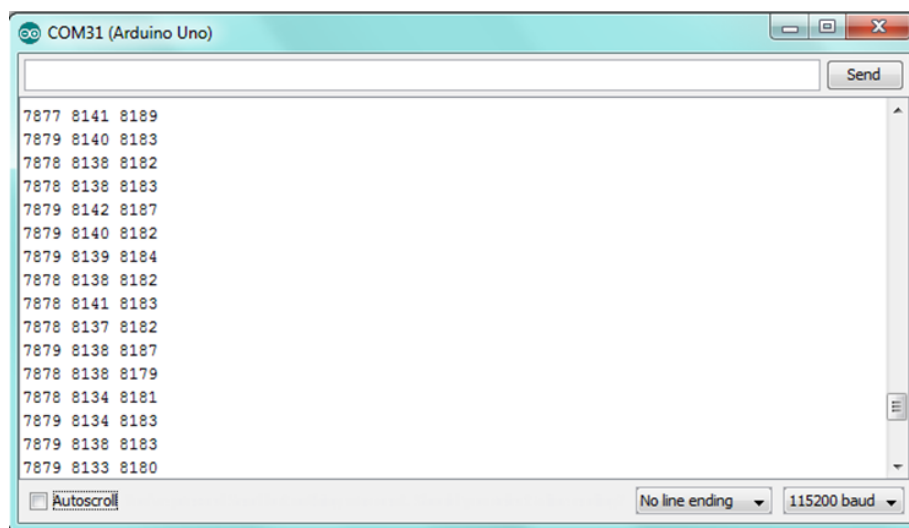 COM31 (Arduino Uno)
Send
7877 8141 8189
7879 8140 8183
7878 8138 8182
7878 8138 8183
7879 8142 8187
7879 8140 8182
7879 8139 8184
7878 8138 8182
7878 8141 8183
7878 8137 8182
7879 8138 8187
7878 8138 8179
7878 8134 8181
7879 8134 8183
7879 8138 8183
7879 8133 8180
Autoscroll No line ending 115200 baud